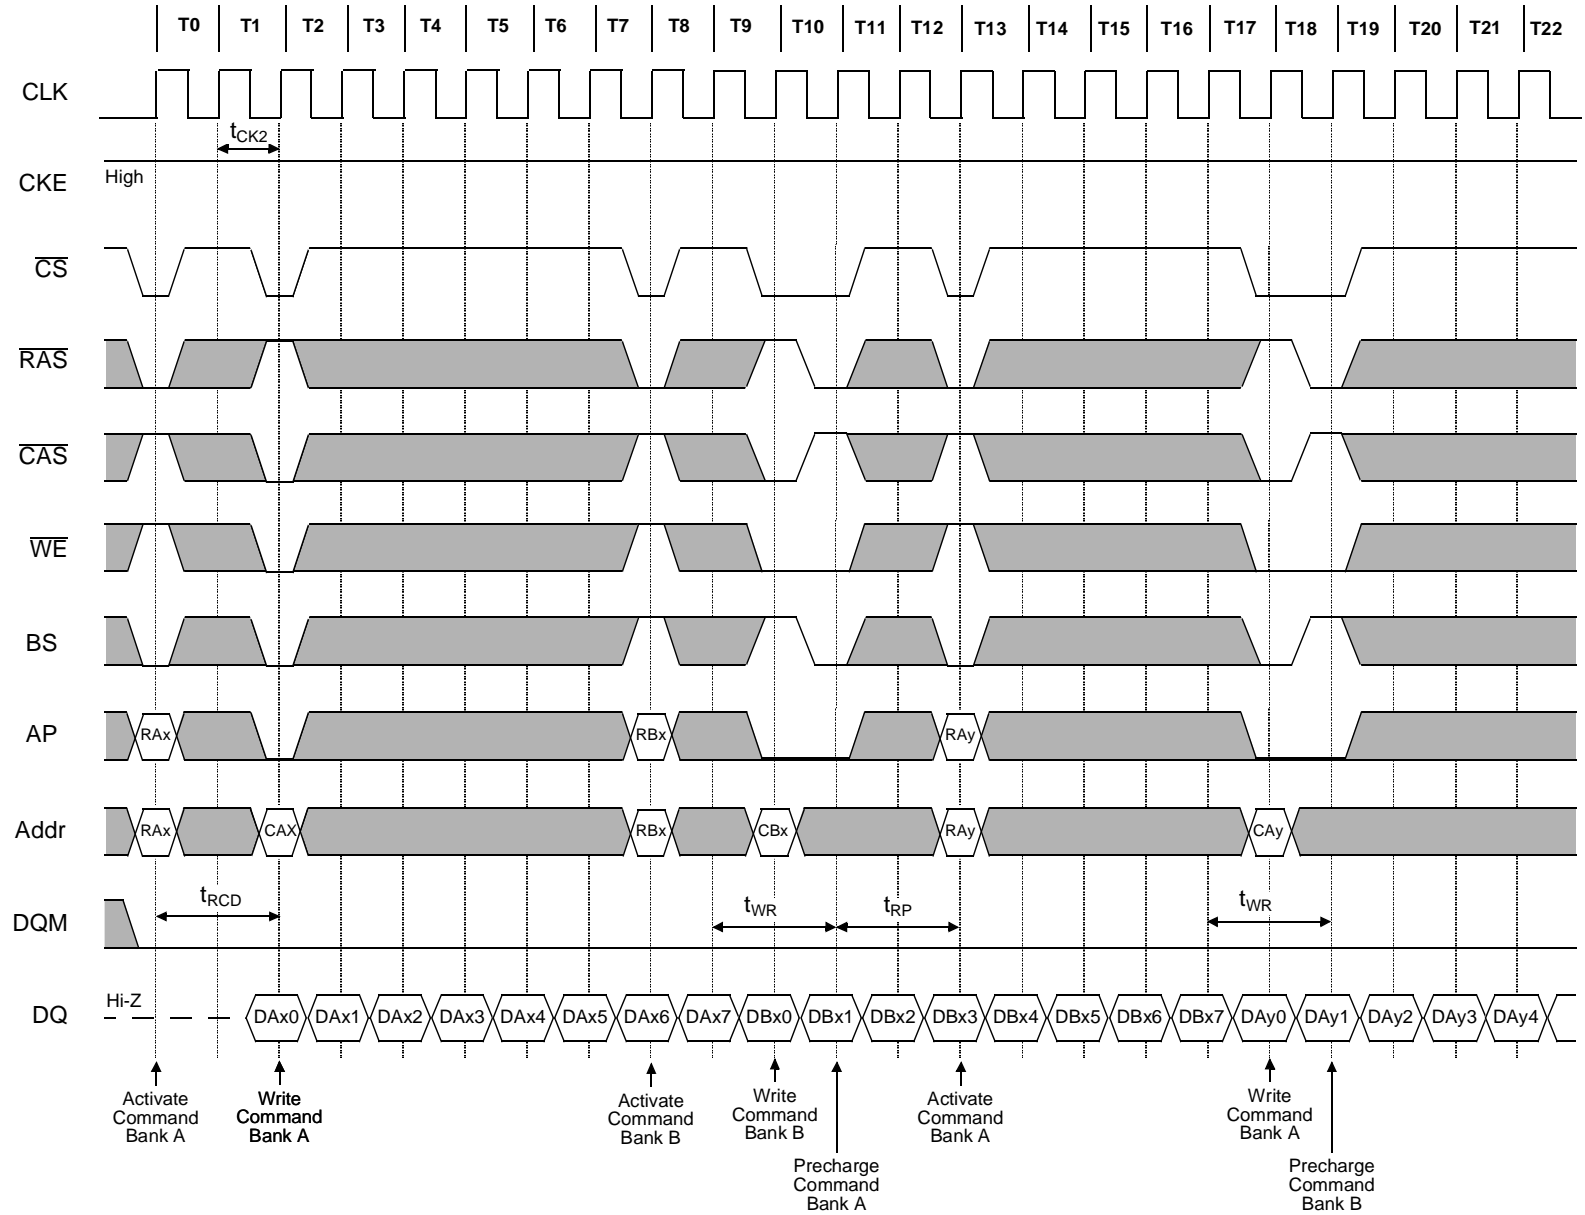 T0 T1 T2 T3 T4 T5 T6 T7 T8 T9 T10 T11 T12 T13 T14 T15 T16 T17 T18 T19 T20 T21 T22
CLK
tCK2
CKE
High
CS
RAS
CAS
WE
BS
AP
RAx RBx RAy
Addr
RAx CAX RBx CBx RAy CAy
DQM
tRCD tWR tRP tWR
DQ
Hi-Z
DAx0 DAx1 DAx2 DAx3 DAx4 DAx5 DAx6 DAx7 DBx0 DBx1 DBx2 DBx3 DBx4 DBx5 DBx6 DBx7 DAy0 DAy1 DAy2 DAy3 DAy4
Activate
Command
Bank A
Write
Command
Bank A
Activate
Command
Bank B
Write
Command
Bank B
Precharge
Command
Bank A
Activate
Command
Bank A
Write
Command
Bank A
Precharge
Command
Bank B